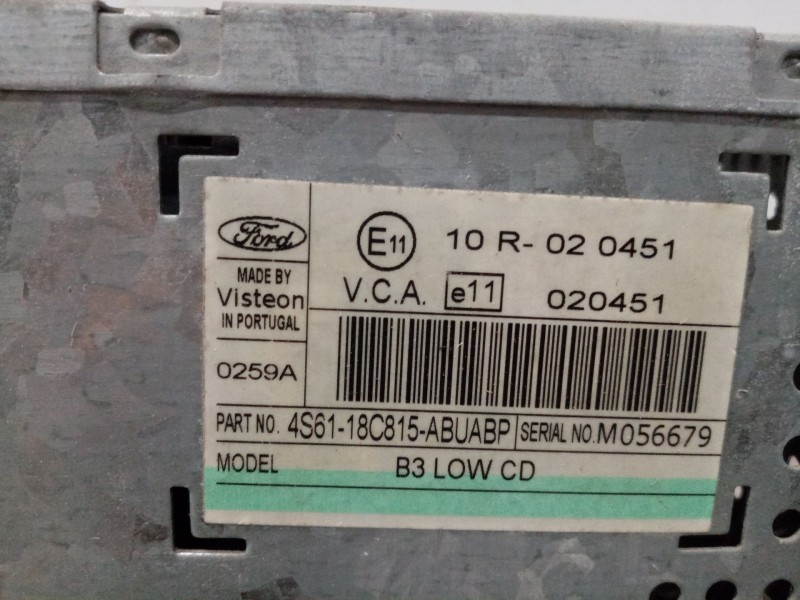 Ford
MADE BY
Visteon
IN PORTUGAL
0259A
E11 10 R- 02 0451
V.C.A. e11 020451
PART NO. 4S61-18C815-ABUABP SERIAL NO. M056679
MODEL B3 LOW CD